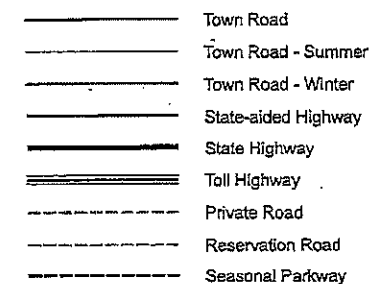 Town Road
Town Road - Summer
Town Road - Winter
State-aided Highway
State Highway
Toll Highway
Private Road
Reservation Road
Seasonal Parkway